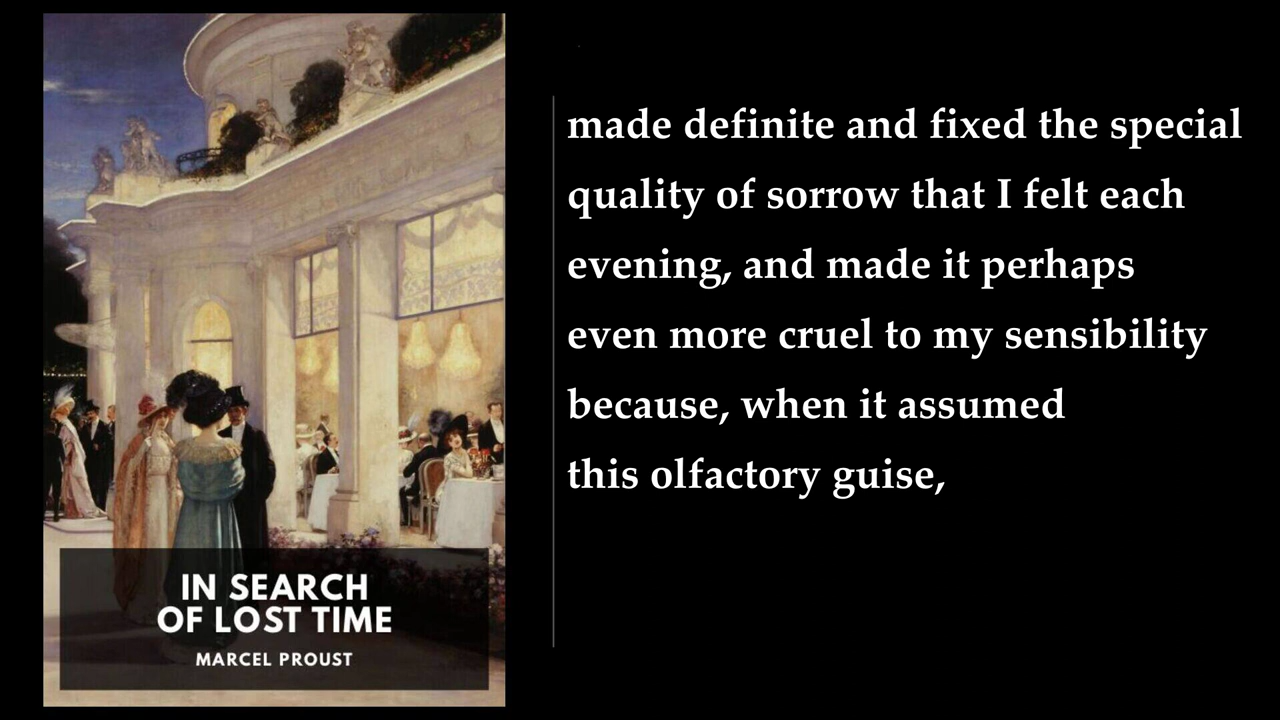 made definite and fixed the special
quality of sorrow that I felt each
evening, and made it perhaps
even more cruel to my sensibility
because, when it assumed
this olfactory guise,
IN SEARCH
OF LOST TIME
MARCEL PROUST